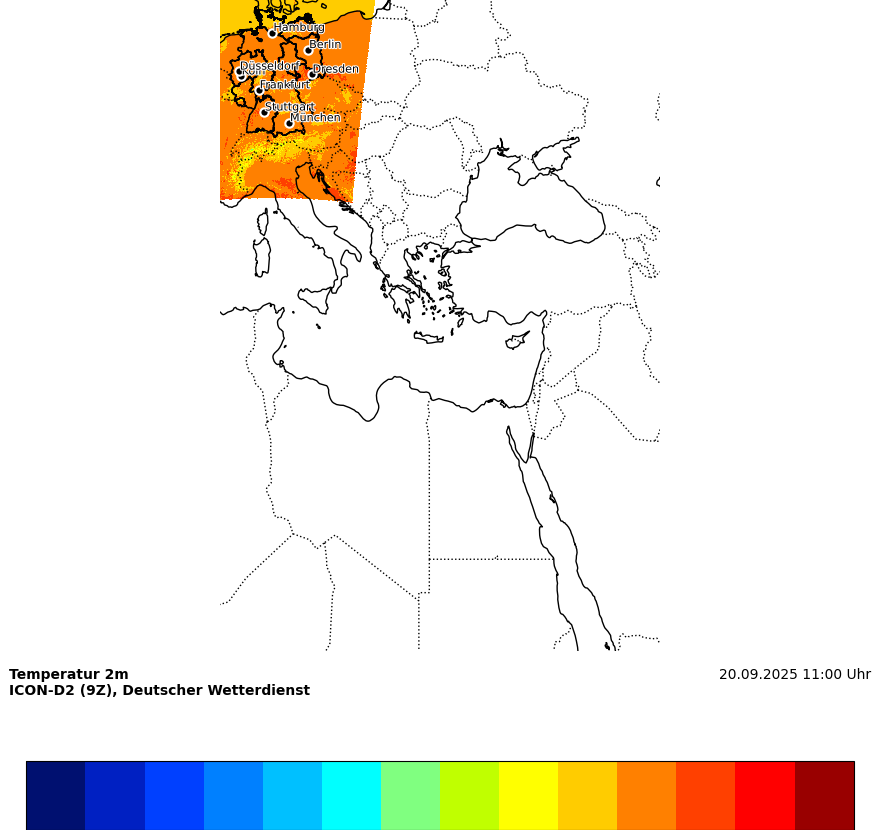 Hamburg
Berlin
Düsseldorf
Köln
Dresden
Frankfurt
Stuttgart
München
Temperatur 2m
20.09.2025 11:00 Uhr
ICON-D2 (9Z), Deutscher Wetterdienst